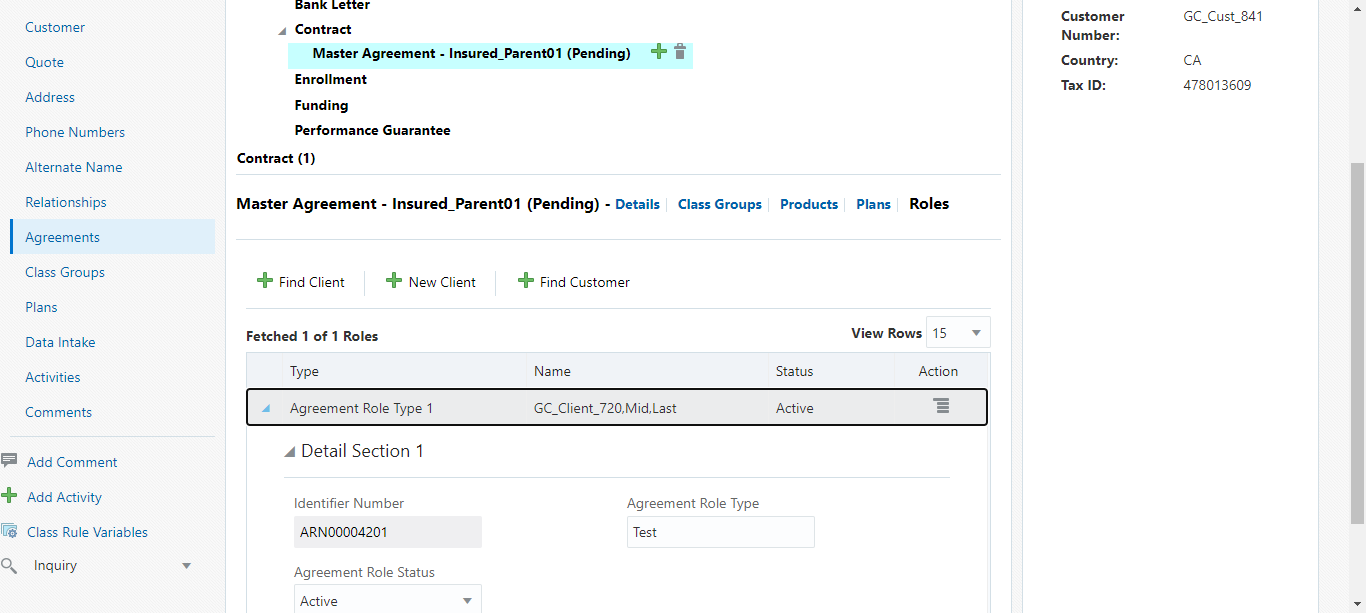 Customer
Quote
Address
Phone Numbers
Alternate Name
Relationships
Agreements
Class Groups
Plans
Data Intake
Activities
Comments
Add Comment
Add Activity
Class Rule Variables
Inquiry
Bank Letter
Contract
Master Agreement - Insured_Parent01 (Pending)
Enrollment
Funding
Performance Guarantee
Contract (1)
Master Agreement - Insured_Parent01 (Pending) - Details Class Groups Products Plans Roles
Find Client New Client Find Customer
Fetched 1 of 1 Roles View Rows 15
Type Name Status Action
Agreement Role Type 1 GC_Client_720,Mid,Last Active
Detail Section 1
Identifier Number Agreement Role Type
ARN00004201 Test
Agreement Role Status
Active
Customer Number: GC_Cust_841
Country: CA
Tax ID: 478013609